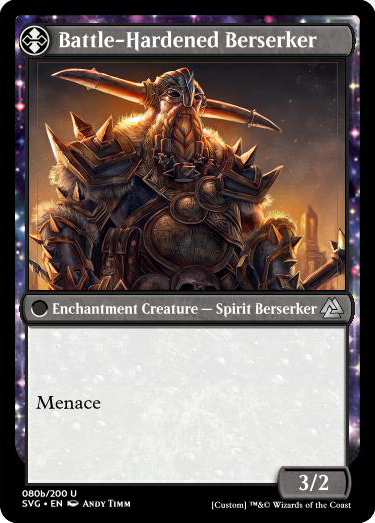 Battle-Hardened Berserker
Enchantment Creature — Spirit Berserker
Menace
3/2
080b/200 U
SVG • EN Andy Timm
[Custom] ™&© Wizards of the Coast